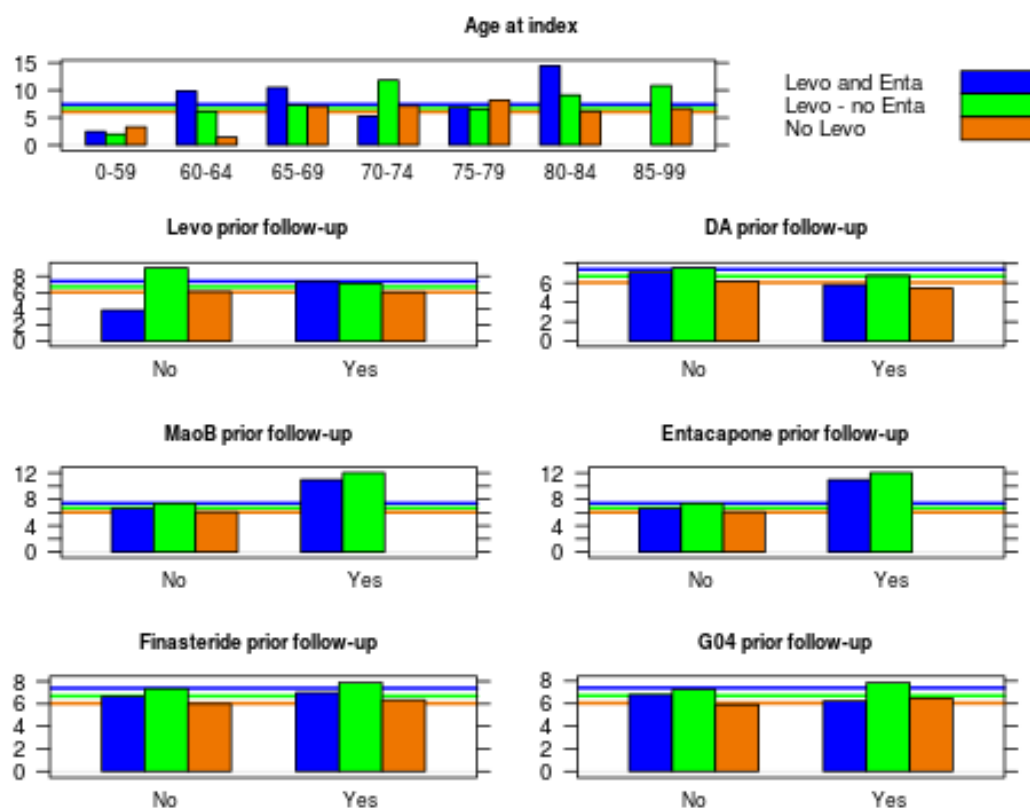 Age at index
15
10
5
0
0-59 60-64 65-69 70-74 75-79 80-84 85-99
Levo and Enta
Levo - no Enta
No Levo
Levo prior follow-up
8
6
4
2
0
No Yes
DA prior follow-up
6
4
2
0
No Yes
MaoB prior follow-up
12
8
4
0
No Yes
Entacapone prior follow-up
12
8
4
0
No Yes
Finasteride prior follow-up
8
6
4
2
0
No Yes
G04 prior follow-up
8
6
4
2
0
No Yes